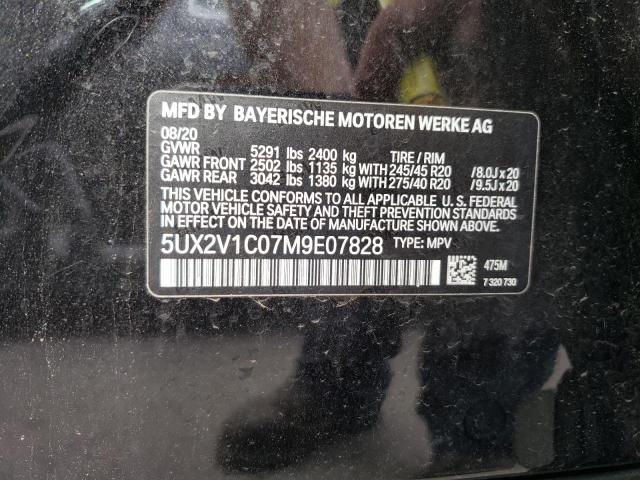 MFD BY BAYERISCHE MOTOREN WERKE AG
08/20
GVWR 5291 lbs 2400 kg TIRE / RIM
GAWR FRONT 2502 lbs 1135 kg WITH 245/45 R20 /8.0J x 20
GAWR REAR 3042 lbs 1380 kg WITH 275/40 R20 /9.5J x 20
THIS VEHICLE CONFORMS TO ALL APPLICABLE U. S. FEDERAL
MOTOR VEHICLE SAFETY AND THEFT PREVENTION STANDARDS
IN EFFECT ON THE DATE OF MANUFACTURE SHOWN ABOVE.
5UX2V1C07M9E07828 TYPE: MPV
475M
7 320 730